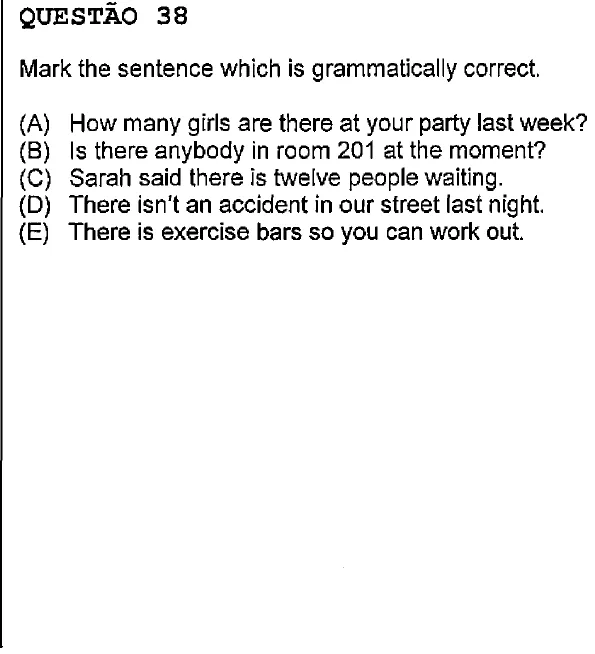 QUESTÃO 38
Mark the sentence which is grammatically correct.
(A) How many girls are there at your party last week?
(B) Is there anybody in room 201 at the moment?
(C) Sarah said there is twelve people waiting.
(D) There isn't an accident in our street last night.
(E) There is exercise bars so you can work out.